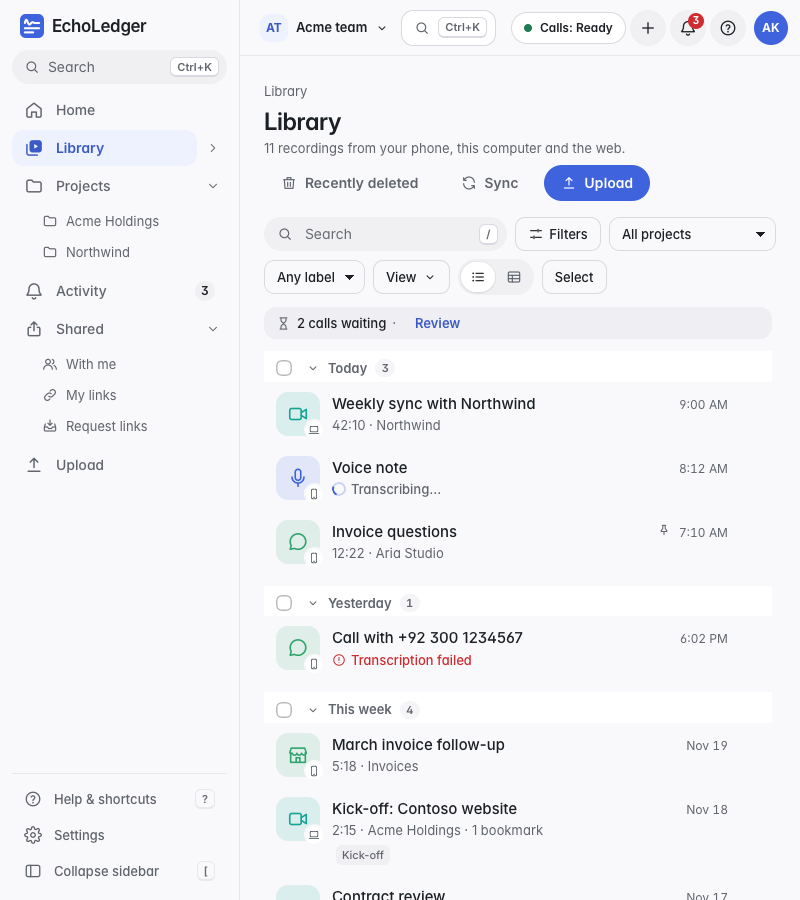 EchoLedger
Search Ctrl+K
Home
Library
Projects
Acme Holdings
Northwind
Activity 3
Shared
With me
My links
Request links
Upload
Help & shortcuts ?
Settings
Collapse sidebar [
AT Acme team Ctrl+K Calls: Ready 3 AK
Library
Library
11 recordings from your phone, this computer and the web.
Recently deleted Sync Upload
Search / Filters All projects
Any label View Select
2 calls waiting · Review
Today 3
Weekly sync with Northwind 9:00 AM
42:10 · Northwind
Voice note 8:12 AM
Transcribing...
Invoice questions 7:10 AM
12:22 · Aria Studio
Yesterday 1
Call with +92 300 1234567 6:02 PM
Transcription failed
This week 4
March invoice follow-up Nov 19
5:18 · Invoices
Kick-off: Contoso website Nov 18
2:15 · Acme Holdings · 1 bookmark
Kick-off
Contract review Nov 17